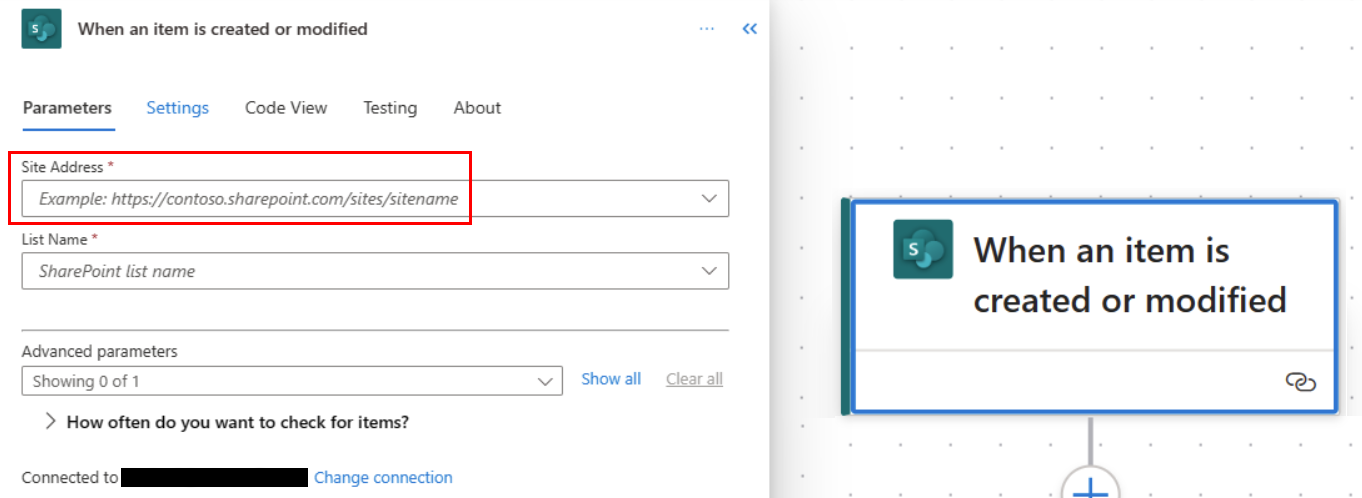 When an item is created or modified
Parameters Settings Code View Testing About
Site Address *
Example: https://contoso.sharepoint.com/sites/sitename
List Name *
SharePoint list name
Advanced parameters
Showing 0 of 1 Show all Clear all
How often do you want to check for items?
Connected to Change connection
S When an item is
created or modified